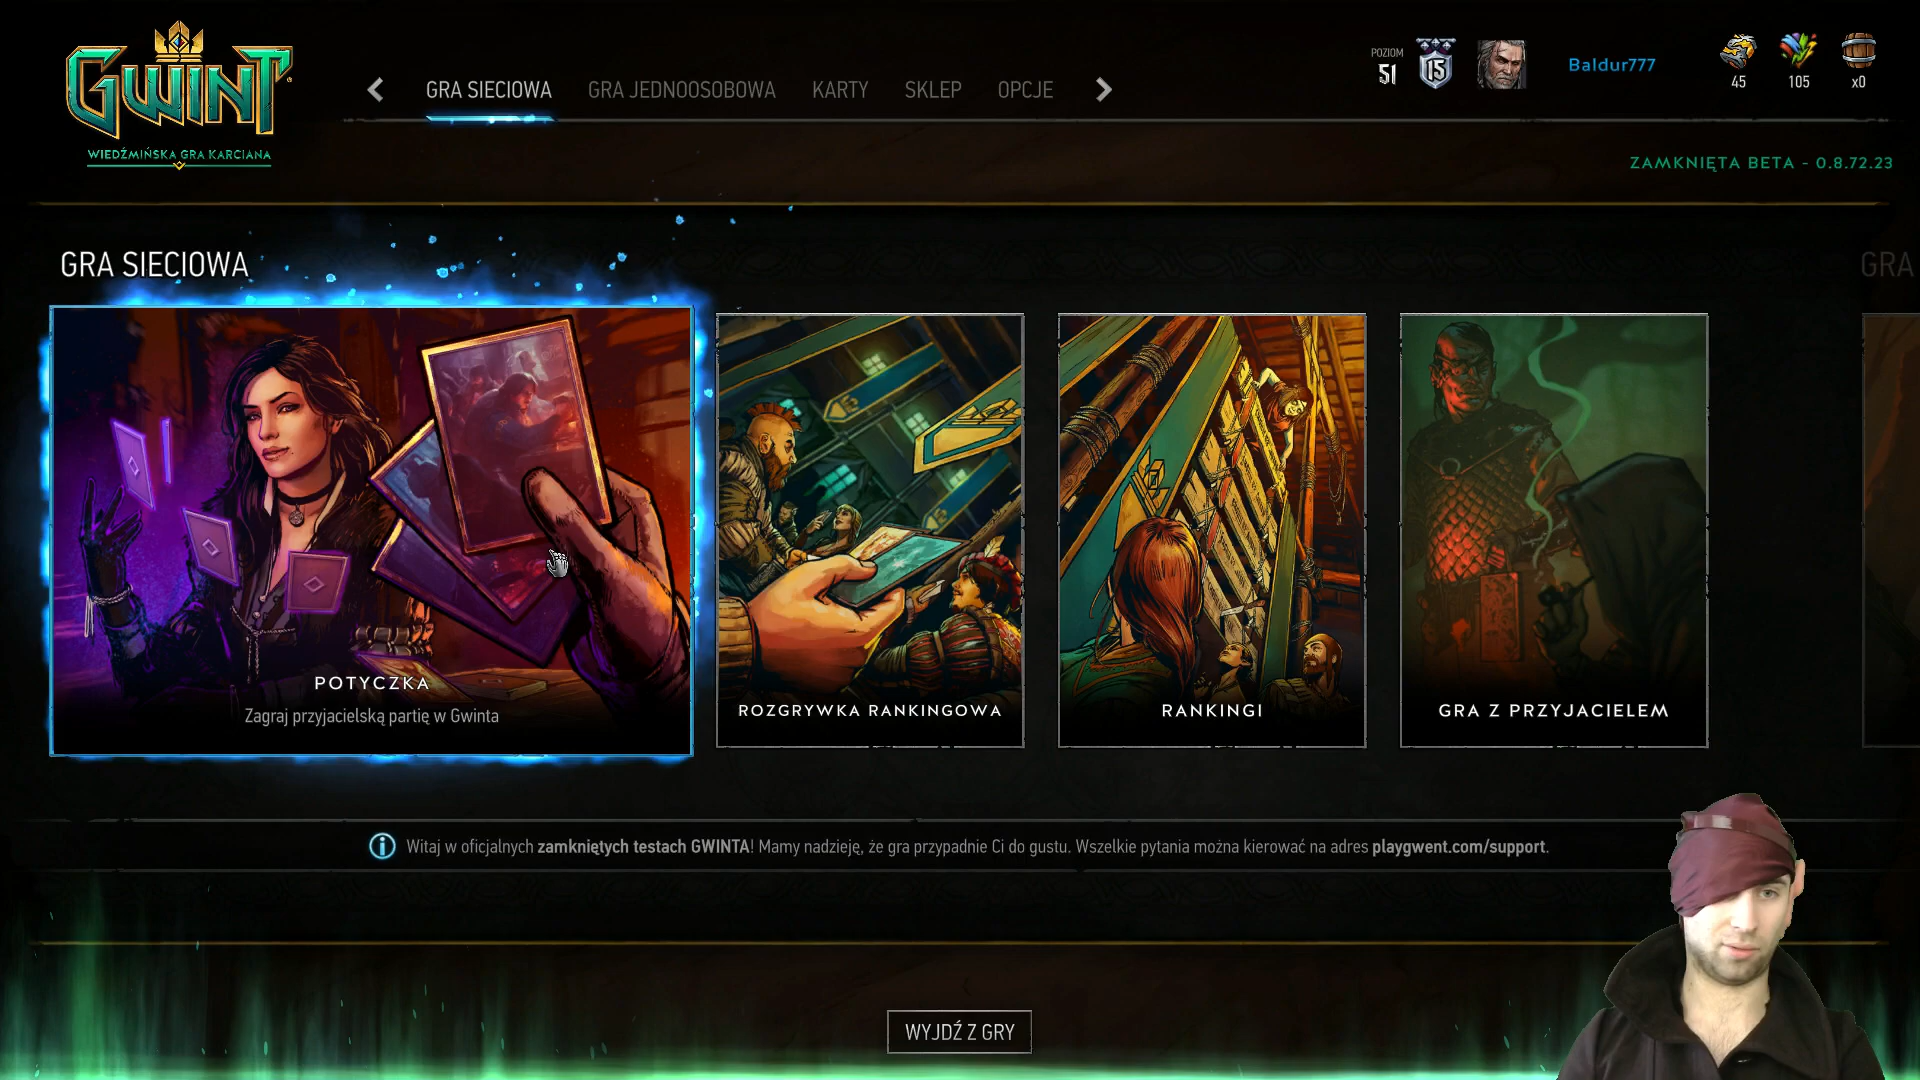 GWINT
WIEDŹMIŃSKA GRA KARCIANA
GRA SIECIOWA GRA JEDNOOSOBOWA KARTY SKLEP OPCJE
POZIOM
51
15
Baldur777
45 105 x0
ZAMKNIĘTA BETA - 0.8.72.23
GRA SIECIOWA
GRA
POTYCZKA
Zagraj przyjacielską partię w Gwinta
ROZGRYWKA RANKINGOWA
RANKINGI
GRA Z PRZYJACIELEM
Witaj w oficjalnych zamkniętych testach GWINTA! Mamy nadzieję, że gra przypadnie Ci do gustu. Wszelkie pytania można kierować na adres playgwent.com/support.
WYJDŹ Z GRY